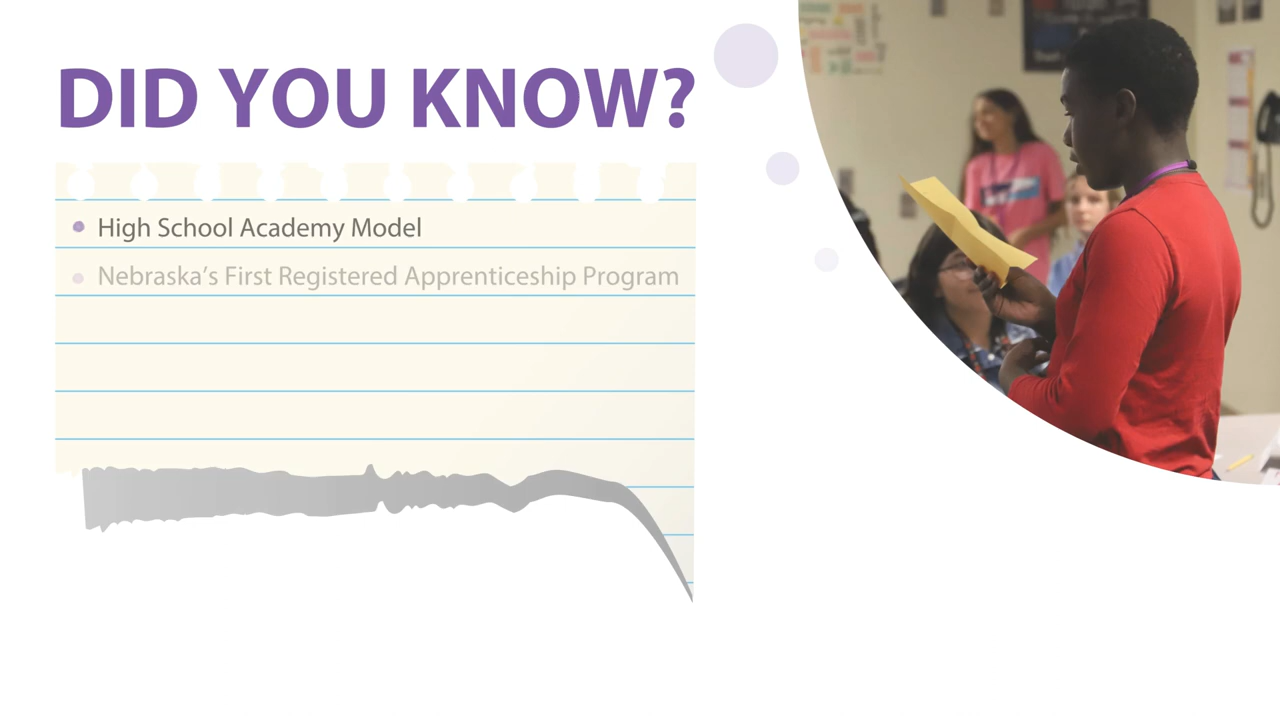 DID YOU KNOW?
High School Academy Model
Nebraska’s First Registered Apprenticeship Program